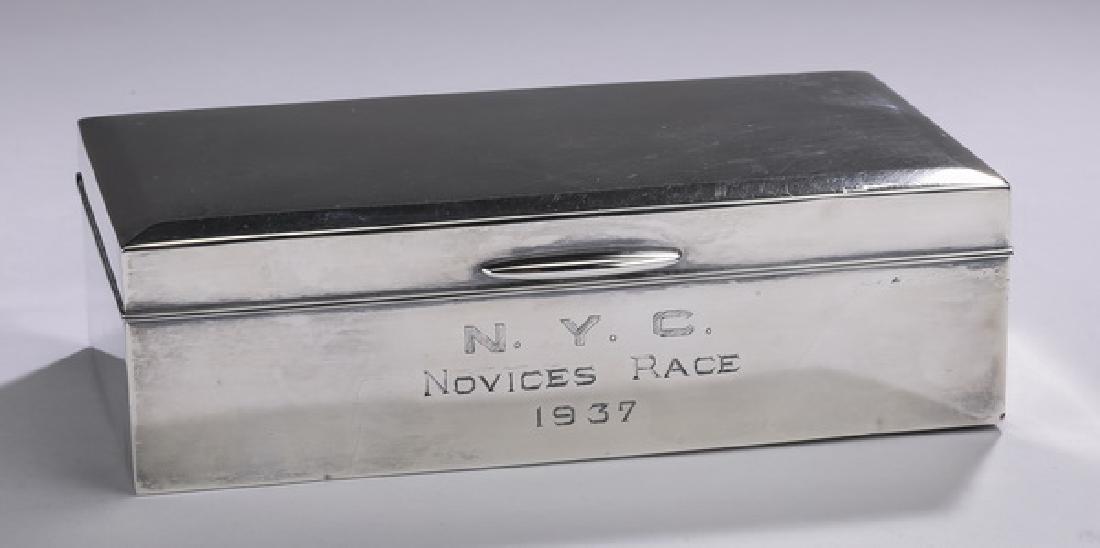 N. Y. C.
NOVICES RACE
1937